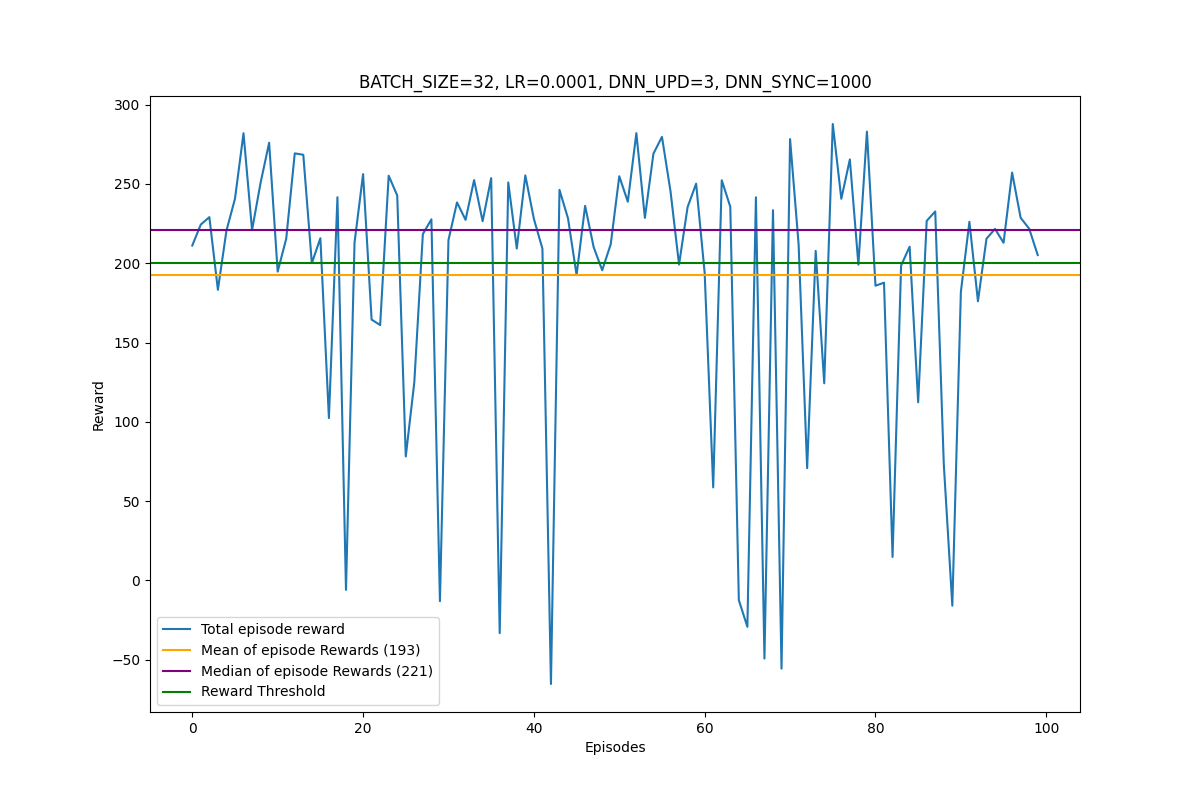 BATCH_SIZE=32, LR=0.0001, DNN_UPD=3, DNN_SYNC=1000
300
250
200
150
100
50
0
−50
Reward
Total episode reward
Mean of episode Rewards (193)
Median of episode Rewards (221)
Reward Threshold
0 20 40 60 80 100
Episodes